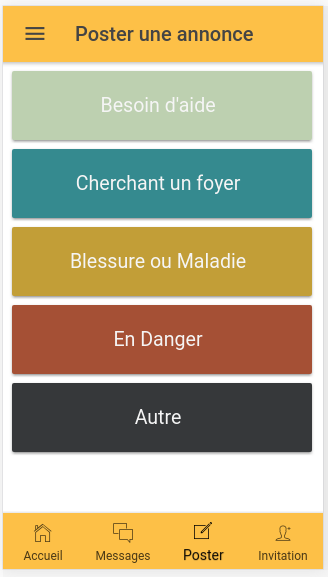 Poster une annonce
Besoin d'aide
Cherchant un foyer
Blessure ou Maladie
En Danger
Autre
Accueil Messages Poster Invitation